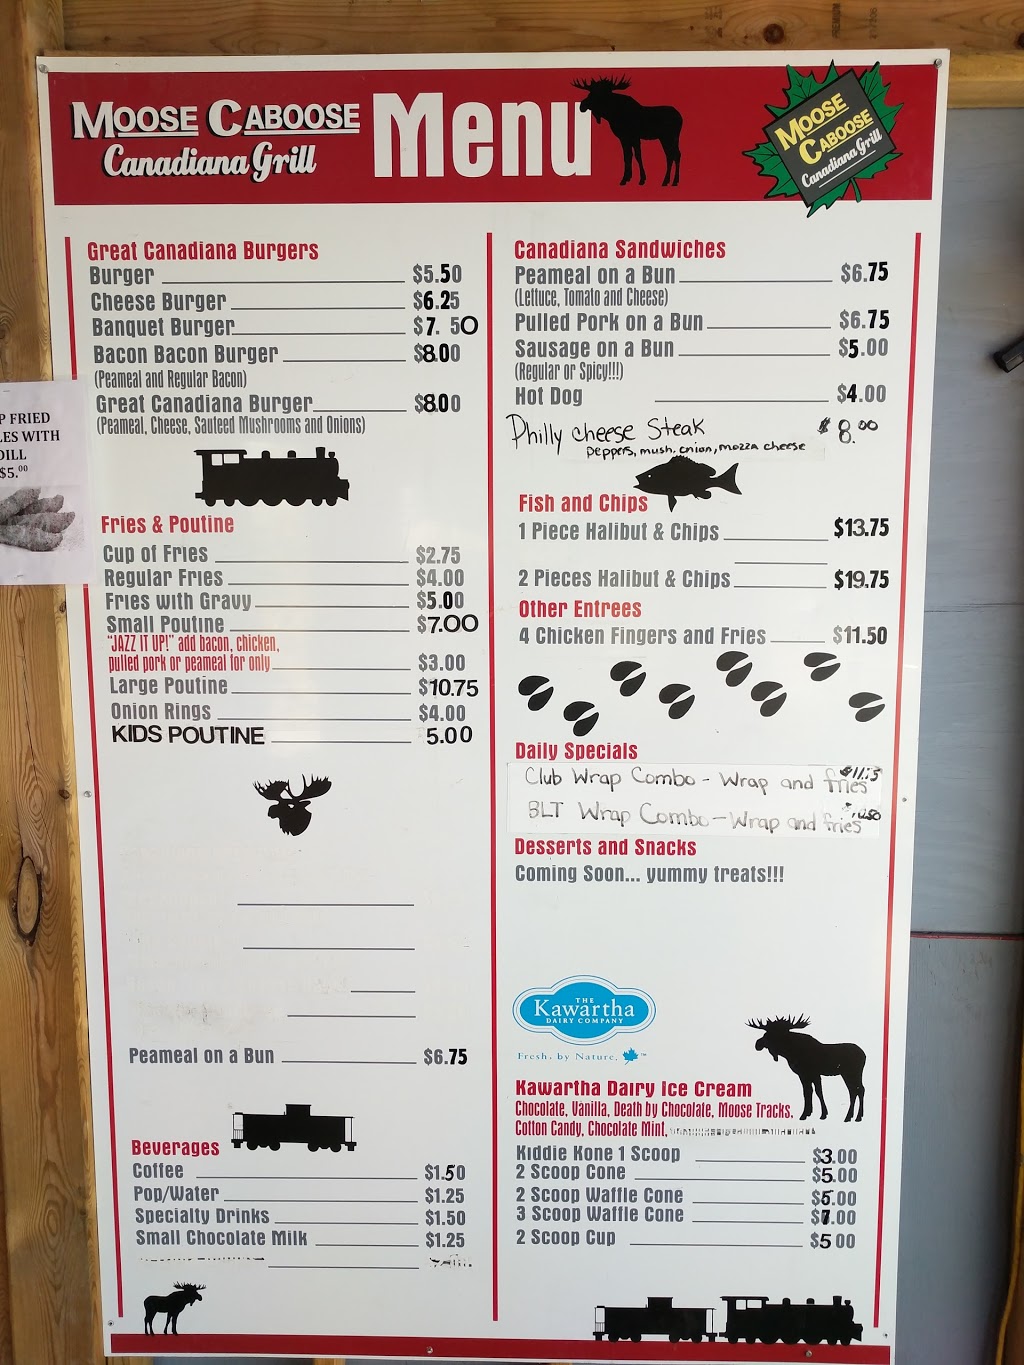 Moose Caboose
Canadiana Grill
Menu
Moose
Caboose
Canadiana Grill
Great Canadiana Burgers
Burger $5.50
Cheese Burger $6.25
Banquet Burger $7.50
Bacon Bacon Burger $8.00
(Peameal and Regular Bacon)
Great Canadiana Burger $8.00
(Peameal, Cheese, Sauteed Mushrooms and Onions)
P FRIED
LES WITH
DILL
$5.00
Fries & Poutine
Cup of Fries $2.75
Regular Fries $4.00
Fries with Gravy $5.00
Small Poutine $7.00
"JAZZ IT UP!" add bacon, chicken,
pulled pork or peameal for only $3.00
Large Poutine $10.75
Onion Rings $4.00
KIDS POUTINE 5.00
Peameal on a Bun $6.75
Beverages
Coffee $1.50
Pop/Water $1.25
Specialty Drinks $1.50
Small Chocolate Milk $1.25
Canadiana Sandwiches
Peameal on a Bun $6.75
(Lettuce, Tomato and Cheese)
Pulled Pork on a Bun $6.75
Sausage on a Bun $5.00
(Regular or Spicy!!!)
Hot Dog $4.00
Philly Cheese Steak $8.00
peppers, mush, onion, mozza cheese
Fish and Chips
1 Piece Halibut & Chips $13.75
2 Pieces Halibut & Chips $19.75
Other Entrees
4 Chicken Fingers and Fries $11.50
Daily Specials
Club Wrap Combo - Wrap and fries $11.75
BLT Wrap Combo - Wrap and fries
Desserts and Snacks
Coming Soon... yummy treats!!!
THE
Kawartha
DAIRY COMPANY
Fresh. by Nature. ™
Kawartha Dairy Ice Cream
Chocolate, Vanilla, Death by Chocolate, Moose Tracks,
Cotton Candy, Chocolate Mint,
Kiddie Kone 1 Scoop $3.00
2 Scoop Cone $5.00
2 Scoop Waffle Cone $6.00
3 Scoop Waffle Cone $7.00
2 Scoop Cup $5.00